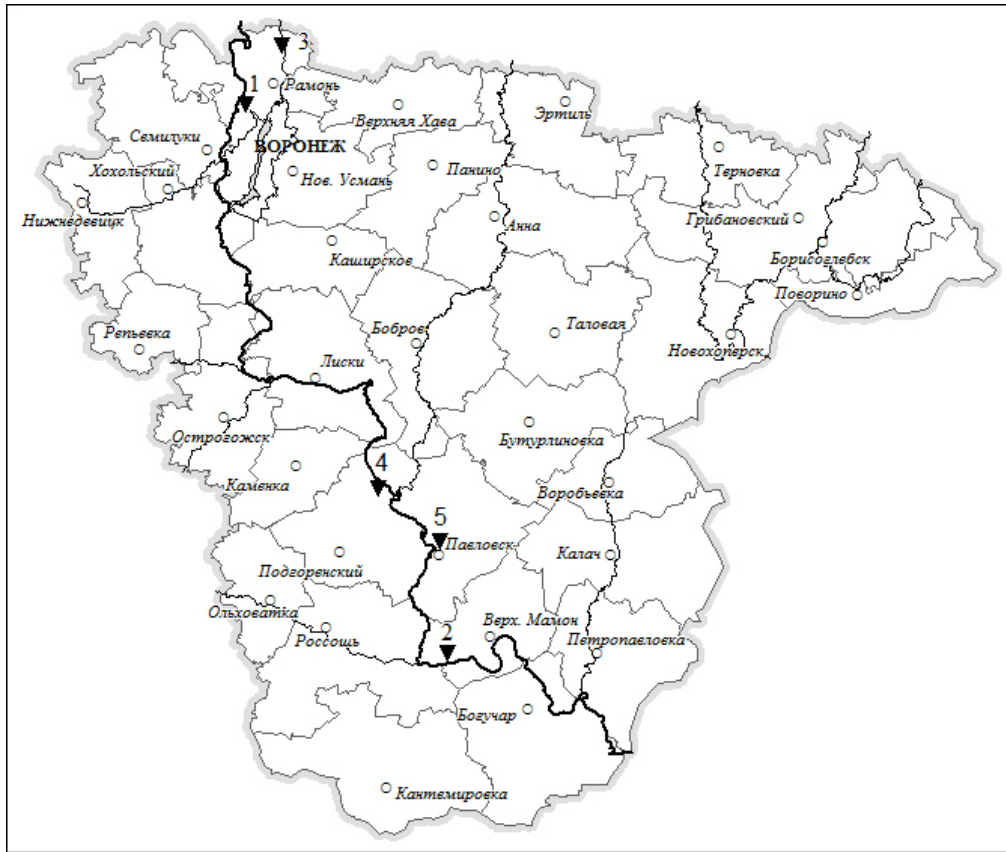 3
Рамонь
1
Эртиль
Верхняя Хава
Семилуки
ВОРОНЕЖ
Хохольский
Нов. Усмань
Панино
Терновка
Нижнедевицк
Анна
Грибановский
Каширское
Борисоглебск
Поворино
Репьевка
Бобров
Таловая
Новохоперск
Лиски
Острогожск
Бутурлиновка
4
Каменка
Воробьевка
5
Павловск
Калач
Подгоренский
Ольховатка
Россошь
2
Верх. Мамон
Петропавловка
Богучар
Кантемировка